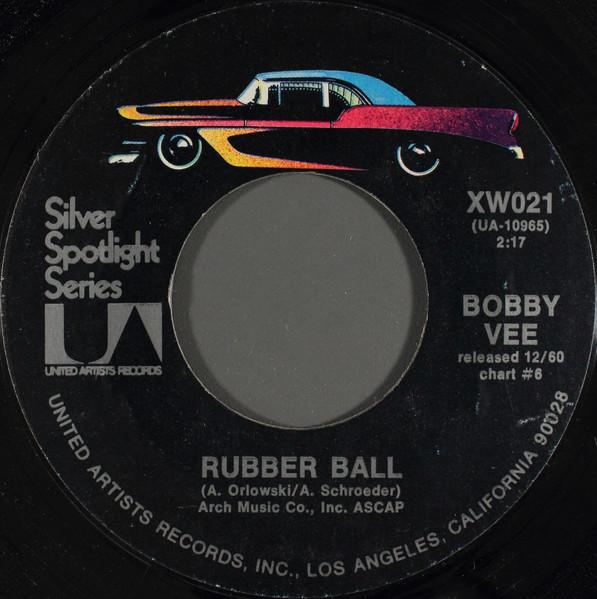 Silver
Spotlight
Series
UA
UNITED ARTISTS RECORDS
XW021
(UA-10965)
2:17
BOBBY
VEE
released 12/60
chart #6
RUBBER BALL
(A. Orlowski/A. Schroeder)
Arch Music Co., Inc. ASCAP
UNITED ARTISTS RECORDS, INC., LOS ANGELES, CALIFORNIA 90028